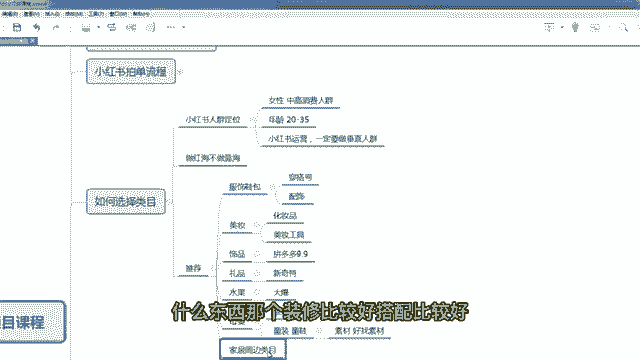 小红书拍单流程
女性 中高消费人群
小红书人群定位
年龄 20-35
小红书运营，一定要做垂直人群
做红海不做蓝海
穿搭号
服饰鞋包
配饰
如何选择类目
化妆品
美妆
美妆工具
推荐
饰品
拼多多9.9
礼品
新奇特
水果
大爆
什么东西那个装修比较好搭配比较好
目课程
童装 童鞋
素材 好找素材
家居周边类目